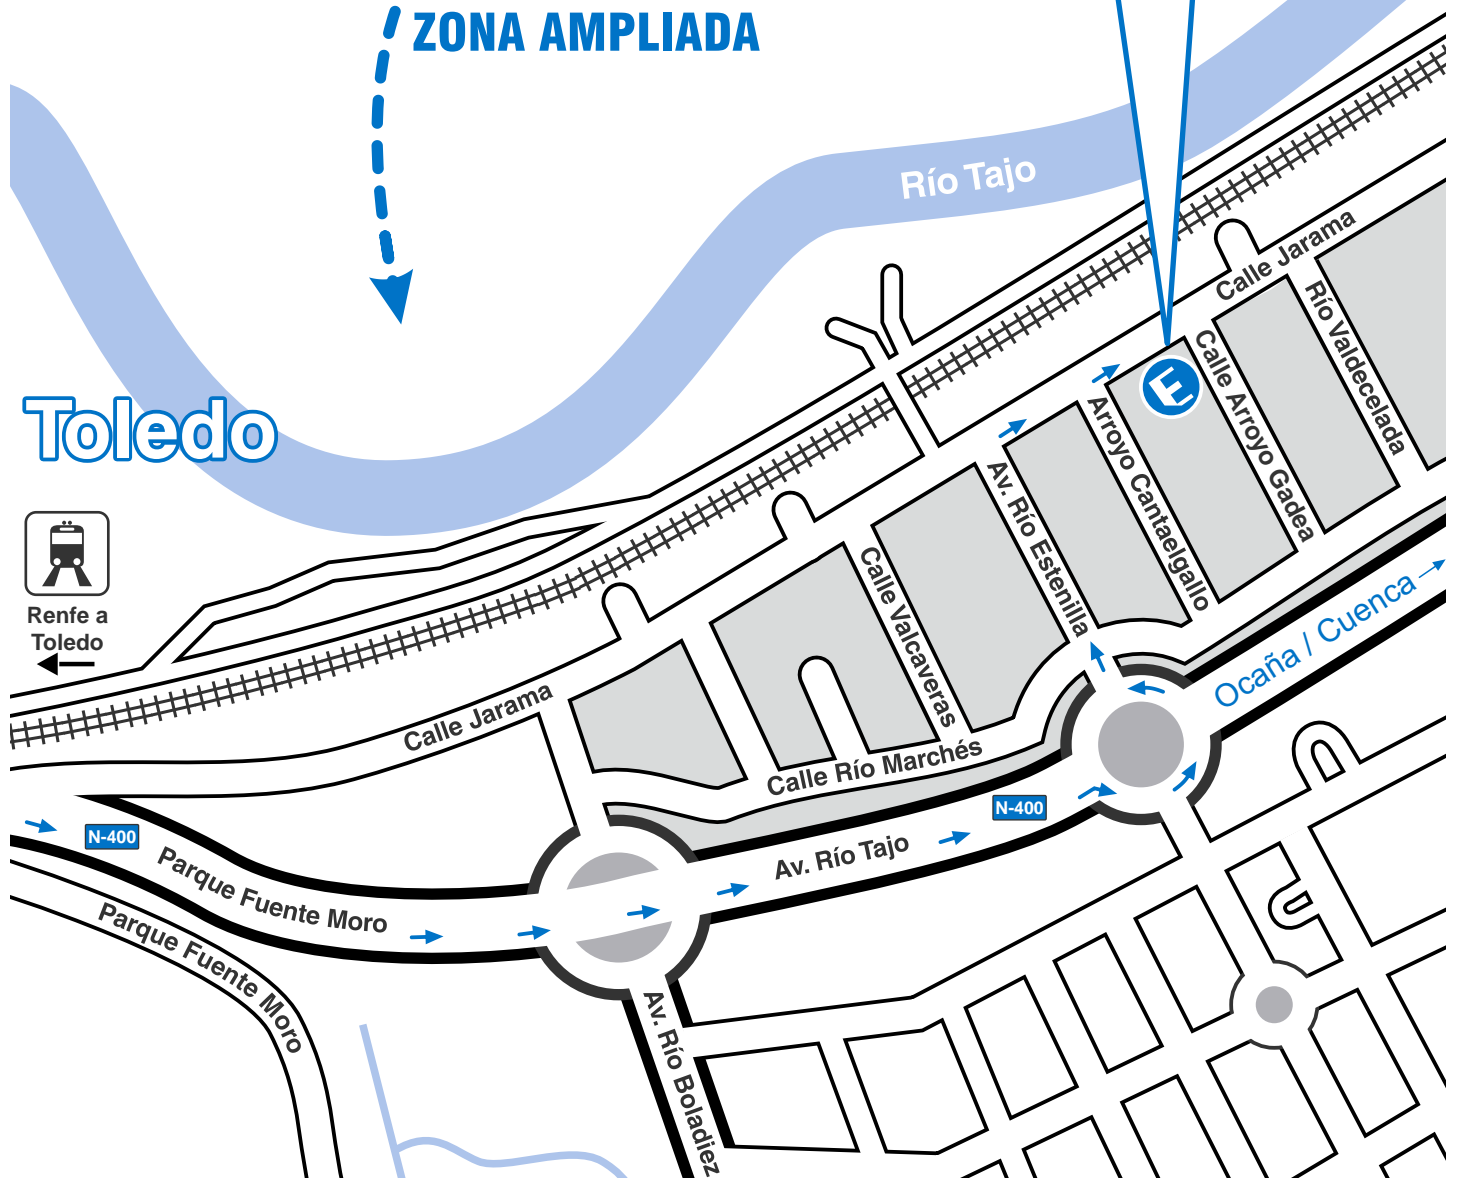 ZONA AMPLIADA
Río Tajo
Calle Jarama
Río Valdecelada
Calle Arroyo Gadea
Arroyo Cantaelgallo
Av. Río Estenilla
Toledo
Renfe a
Toledo
Calle Valcaveras
Ocaña / Cuenca
Calle Jarama
Calle Río Marchés
N-400
N-400
Av. Río Tajo
Parque Fuente Moro
Parque Fuente Moro
Av. Río Boladiez